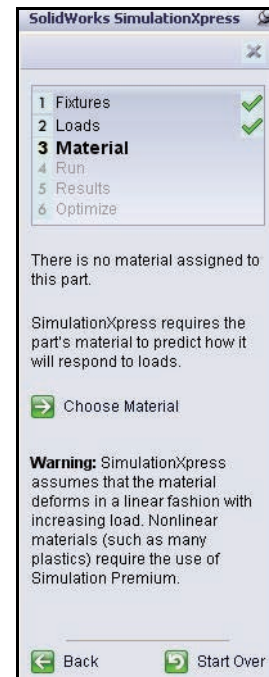 SolidWorks SimulationXpress
1 Fixtures
2 Loads
3 Material
4 Run
5 Results
6 Optimize
There is no material assigned to
this part.
SimulationXpress requires the
part's material to predict how it
will respond to loads.
Choose Material
Warning: SimulationXpress
assumes that the material
deforms in a linear fashion with
increasing load. Nonlinear
materials (such as many
plastics) require the use of
Simulation Premium.
Back Start Over